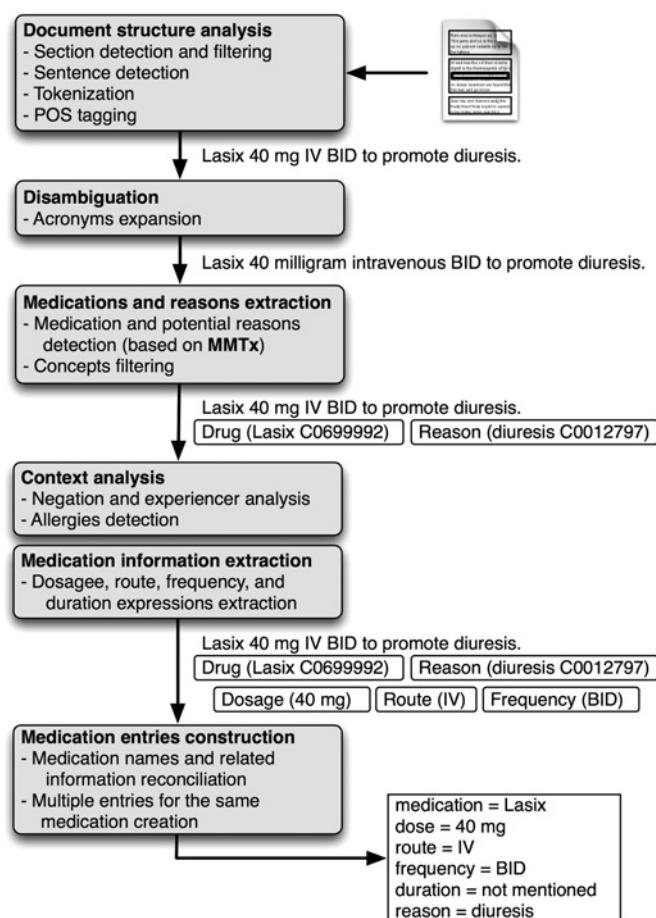 Document structure analysis
- Section detection and filtering
- Sentence detection
- Tokenization
- POS tagging
Lasix 40 mg IV BID to promote diuresis.
Disambiguation
- Acronyms expansion
Lasix 40 milligram intravenous BID to promote diuresis.
Medications and reasons extraction
- Medication and potential reasons
detection (based on MMTx)
- Concepts filtering
Lasix 40 mg IV BID to promote diuresis.
Drug (Lasix C0699992) Reason (diuresis C0012797)
Context analysis
- Negation and experiencer analysis
- Allergies detection
Medication information extraction
- Dosagee, route, frequency, and
duration expressions extraction
Lasix 40 mg IV BID to promote diuresis.
Drug (Lasix C0699992) Reason (diuresis C0012797)
Dosage (40 mg) Route (IV) Frequency (BID)
Medication entries construction
- Medication names and related
information reconciliation
- Multiple entries for the same
medication creation
medication = Lasix
dose = 40 mg
route = IV
frequency = BID
duration = not mentioned
reason = diuresis